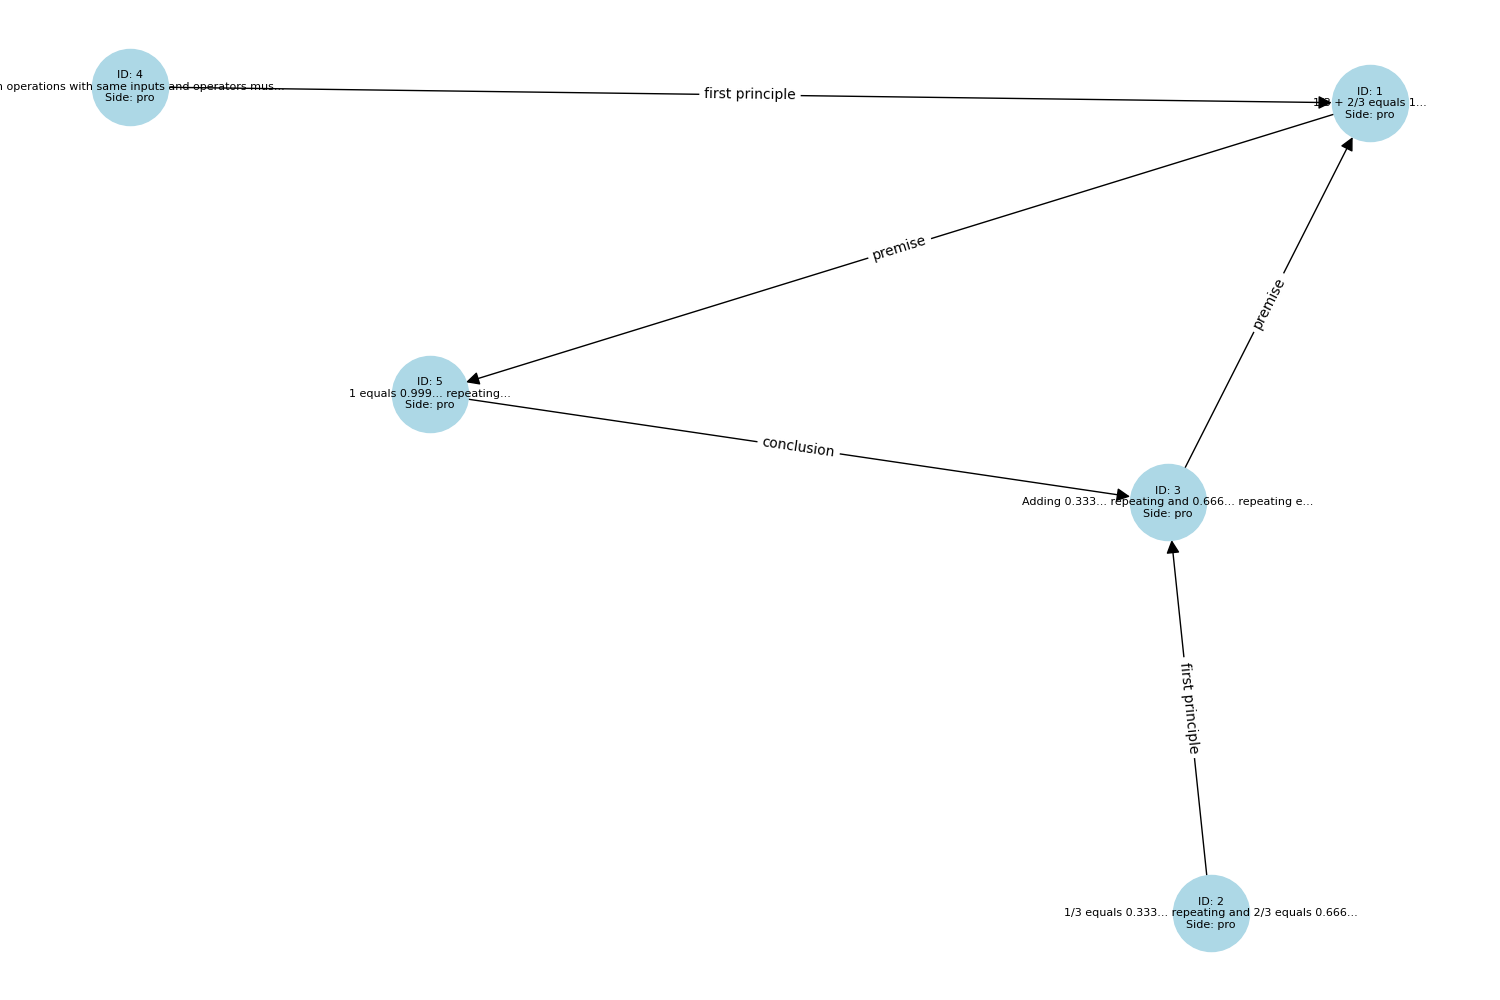 ID: 4
operations with same inputs and operators mus...
Side: pro
first principle
ID: 1
+ 2/3 equals 1...
Side: pro
premise
premise
ID: 5
1 equals 0.999... repeating...
Side: pro
conclusion
ID: 3
Adding 0.333... repeating and 0.666... repeating e...
Side: pro
first principle
ID: 2
1/3 equals 0.333... repeating and 2/3 equals 0.666...
Side: pro